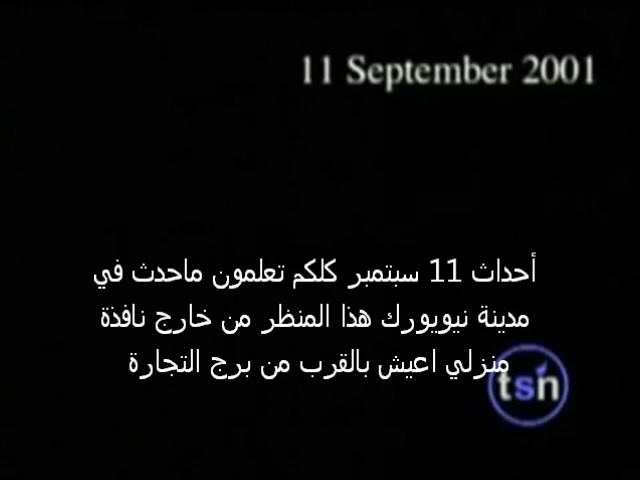 11 September 2001
أحداث 11 سبتمبر كلكم تعلمون ماحدث في
مدينة نيويورك هذا المنظر من خارج نافذة
منزلي اعيش بالقرب من برج التجارة
tsn